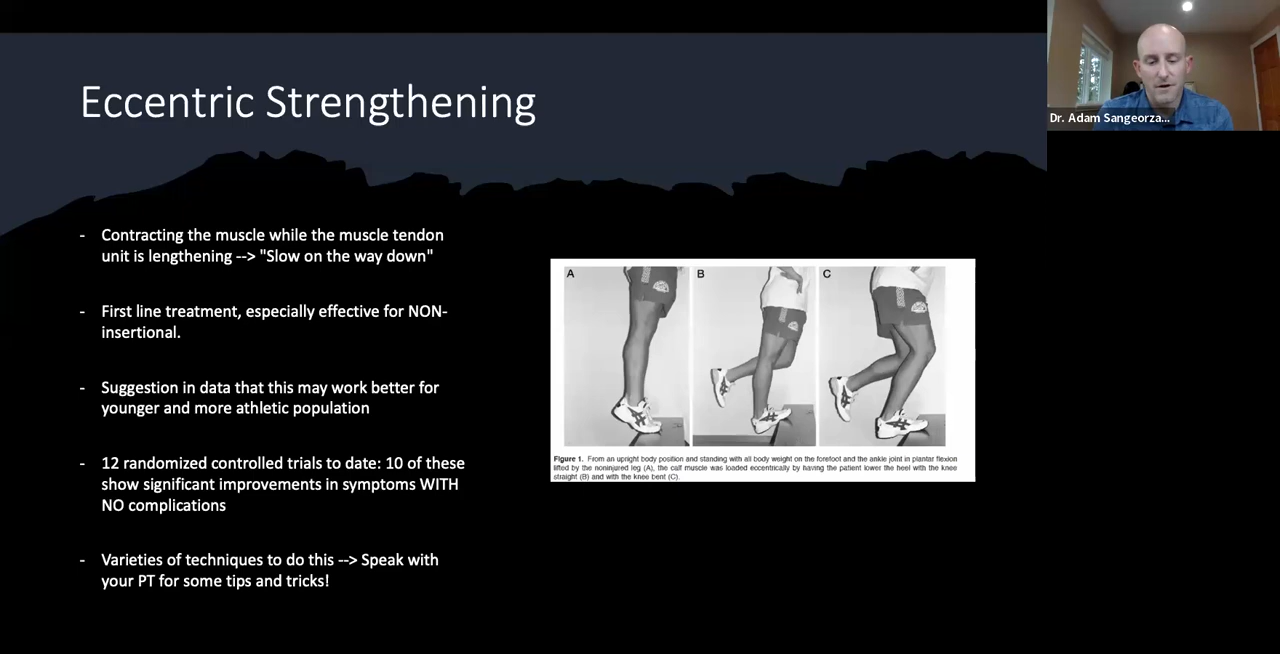 Eccentric Strengthening
Dr. Adam Sangeorza...
- Contracting the muscle while the muscle tendon
unit is lengthening --> "Slow on the way down"
- First line treatment, especially effective for NON-
insertional.
- Suggestion in data that this may work better for
younger and more athletic population
- 12 randomized controlled trials to date: 10 of these
show significant improvements in symptoms WITH
NO complications
- Varieties of techniques to do this --> Speak with
your PT for some tips and tricks!
A
B
C
Figure 1. From an upright body position and standing with all body weight on the forefoot and the ankle joint in plantar flexion
lifted by the noninjured leg (A), the calf muscle was loaded eccentrically by having the patient lower the heel with the knee
straight (B) and with the knee bent (C).